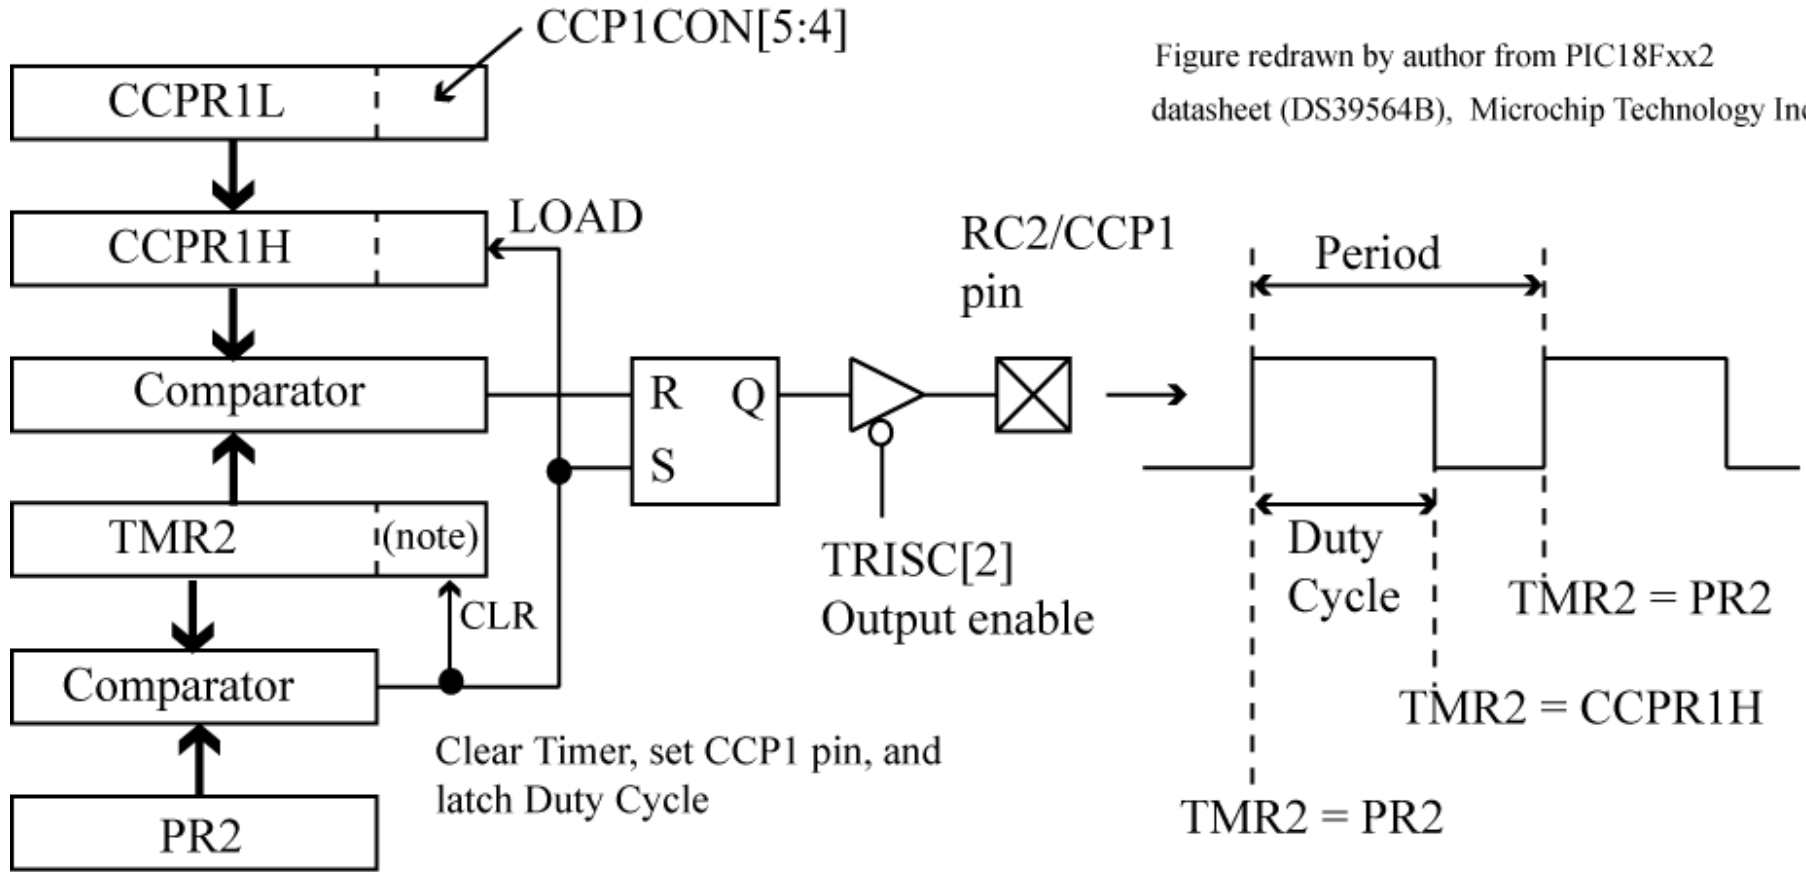 CCP1CON[5:4]
Figure redrawn by author from PIC18Fxx2
datasheet (DS39564B), Microchip Technology Inc
CCPR1L
CCPR1H
LOAD
RC2/CCP1
pin
Period
Comparator
R Q
S
TMR2 (note)
CLR
TRISC[2]
Output enable
Duty
Cycle
TMR2 = PR2
Comparator
TMR2 = CCPR1H
Clear Timer, set CCP1 pin, and
latch Duty Cycle
PR2
TMR2 = PR2